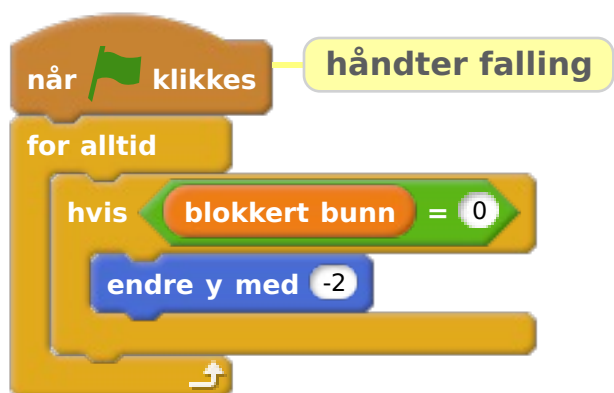 når klikkes
håndter falling
for alltid
hvis blokkert bunn = 0
endre y med -2